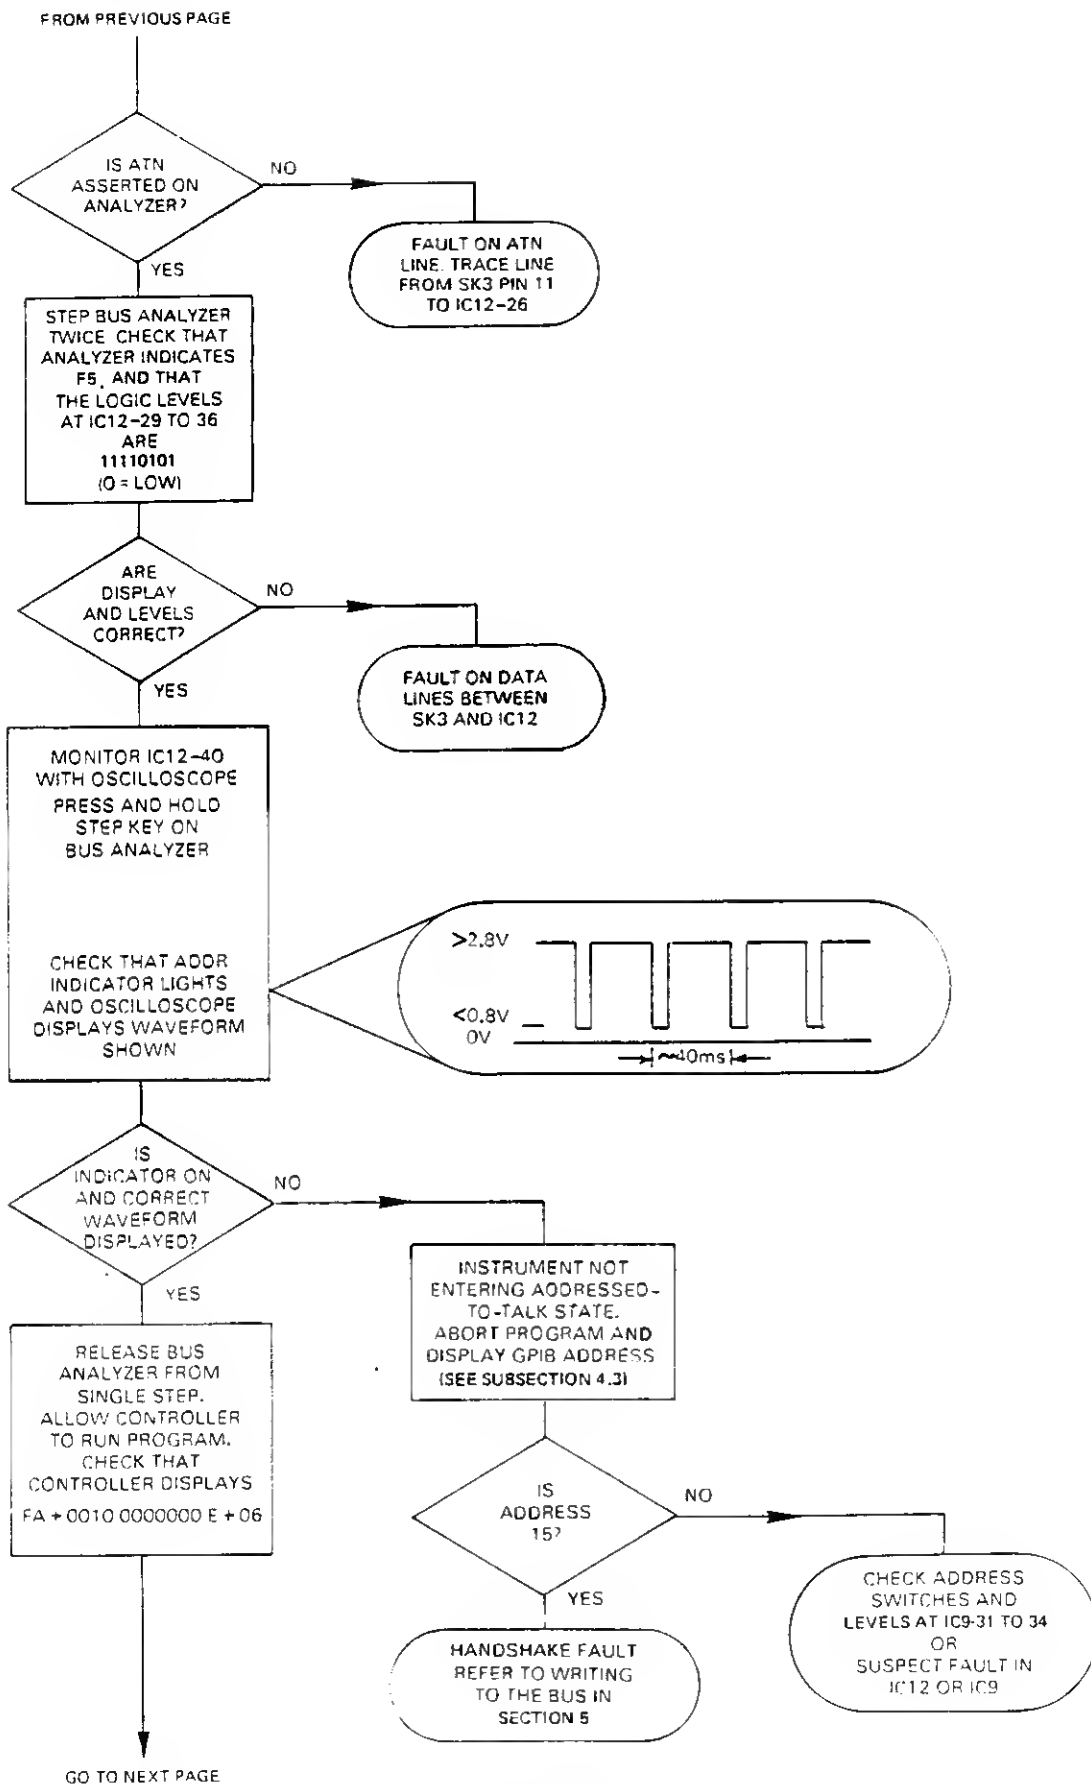 FROM PREVIOUS PAGE
IS ATN
ASSERTED ON
ANALYZER?
NO
FAULT ON ATN
LINE. TRACE LINE
FROM SK3 PIN 11
TO IC12-26
YES
STEP BUS ANALYZER
TWICE. CHECK THAT
ANALYZER INDICATES
F5, AND THAT
THE LOGIC LEVELS
AT IC12-29 TO 36
ARE
11110101
(O = LOW)
ARE
DISPLAY
AND LEVELS
CORRECT?
NO
FAULT ON DATA
LINES BETWEEN
SK3 AND IC12
YES
MONITOR IC12-40
WITH OSCILLOSCOPE
PRESS AND HOLD
STEP KEY ON
BUS ANALYZER
CHECK THAT ADDR
INDICATOR LIGHTS
AND OSCILLOSCOPE
DISPLAYS WAVEFORM
SHOWN
>2.8V
<0.8V
0V
~40ms
IS
INDICATOR ON
AND CORRECT
WAVEFORM
DISPLAYED?
NO
INSTRUMENT NOT
ENTERING ADDRESSED-
TO-TALK STATE.
ABORT PROGRAM AND
DISPLAY GPIB ADDRESS
(SEE SUBSECTION 4.3)
YES
RELEASE BUS
ANALYZER FROM
SINGLE STEP.
ALLOW CONTROLLER
TO RUN PROGRAM.
CHECK THAT
CONTROLLER DISPLAYS
FA + 0010 0000000 E + 06
IS
ADDRESS
15?
NO
CHECK ADDRESS
SWITCHES AND
LEVELS AT IC9-31 TO 34
OR
SUSPECT FAULT IN
IC12 OR IC9
YES
HANDSHAKE FAULT
REFER TO WRITING
TO THE BUS IN
SECTION 5
GO TO NEXT PAGE